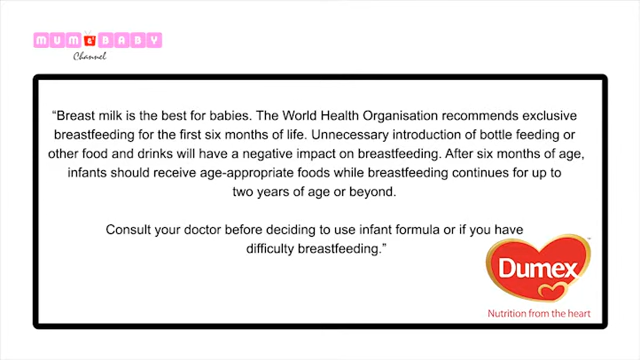 MUM & BABY
Channel
“Breast milk is the best for babies. The World Health Organisation recommends exclusive
breastfeeding for the first six months of life. Unnecessary introduction of bottle feeding or
other food and drinks will have a negative impact on breastfeeding. After six months of age,
infants should receive age-appropriate foods while breastfeeding continues for up to
two years of age or beyond.
Consult your doctor before deciding to use infant formula or if you have
difficulty breastfeeding.”
Dumex
Nutrition from the heart